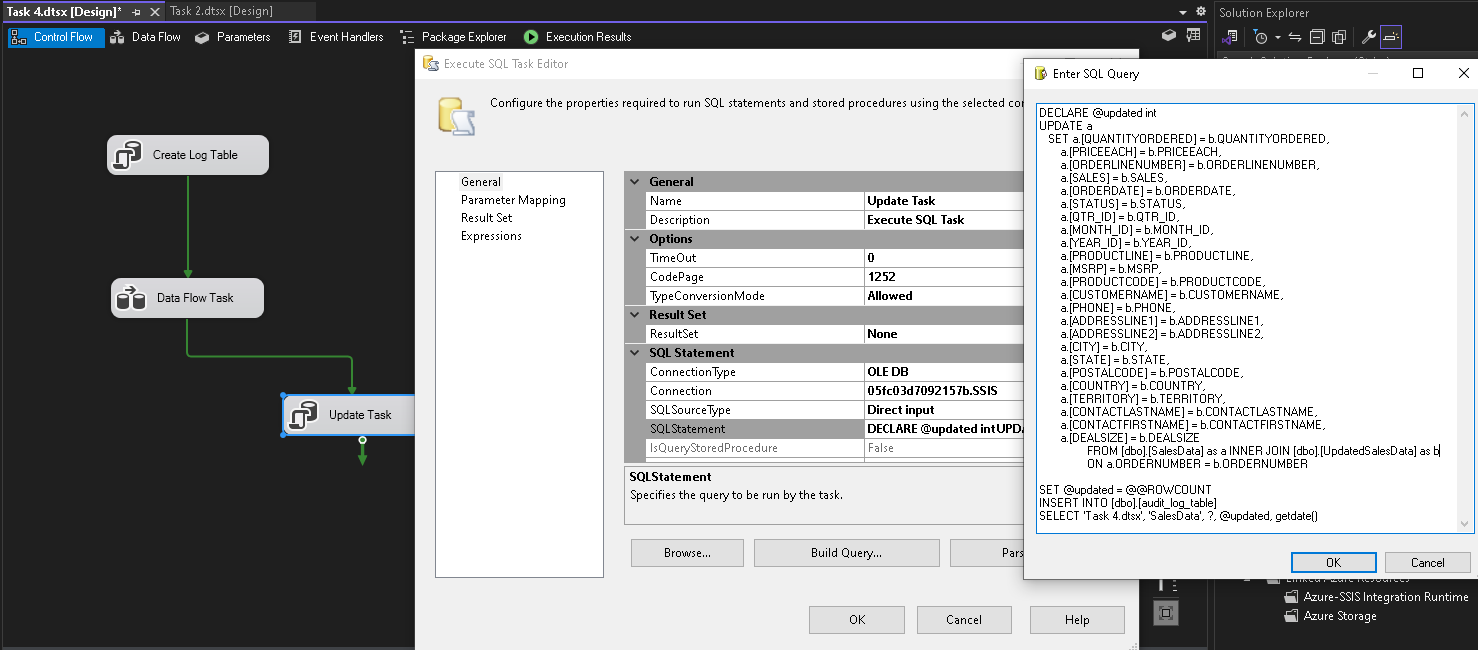 Task 4.dtsx [Design]*
Task 2.dtsx [Design]
Control Flow
Data Flow
Parameters
Event Handlers
Package Explorer
Execution Results
Create Log Table
Data Flow Task
Update Task
Execute SQL Task Editor
Configure the properties required to run SQL statements and stored procedures using the selected
General
Parameter Mapping
Result Set
Expressions
General
Name Update Task
Description Execute SQL Task
Options
TimeOut 0
CodePage 1252
TypeConversionMode Allowed
Result Set
ResultSet None
SQL Statement
ConnectionType OLE DB
Connection 05fc03d7092157b.SSIS
SQLSourceType Direct input
SQLStatement DECLARE @updated intUPD
IsQueryStoredProcedure False
SQLStatement
Specifies the query to be run by the task.
Browse...
Build Query...
Pars
OK
Cancel
Help
Solution Explorer
Enter SQL Query
DECLARE @updated int
UPDATE a
SET a.[QUANTITYORDERED] = b.QUANTITYORDERED,
a.[PRICEEACH] = b.PRICEEACH,
a.[ORDERLINENUMBER] = b.ORDERLINENUMBER,
a.[SALES] = b.SALES,
a.[ORDERDATE] = b.ORDERDATE,
a.[STATUS] = b.STATUS,
a.[QTR_ID] = b.QTR_ID,
a.[MONTH_ID] = b.MONTH_ID,
a.[YEAR_ID] = b.YEAR_ID,
a.[PRODUCTLINE] = b.PRODUCTLINE,
a.[MSRP] = b.MSRP,
a.[PRODUCTCODE] = b.PRODUCTCODE,
a.[CUSTOMERNAME] = b.CUSTOMERNAME,
a.[PHONE] = b.PHONE,
a.[ADDRESSLINE1] = b.ADDRESSLINE1,
a.[ADDRESSLINE2] = b.ADDRESSLINE2,
a.[CITY] = b.CITY,
a.[STATE] = b.STATE,
a.[POSTALCODE] = b.POSTALCODE,
a.[COUNTRY] = b.COUNTRY,
a.[TERRITORY] = b.TERRITORY,
a.[CONTACTLASTNAME] = b.CONTACTLASTNAME,
a.[CONTACTFIRSTNAME] = b.CONTACTFIRSTNAME,
a.[DEALSIZE] = b.DEALSIZE
FROM [dbo].[SalesData] as a INNER JOIN [dbo].[UpdatedSalesData] as b
ON a.ORDERNUMBER = b.ORDERNUMBER
SET @updated = @@ROWCOUNT
INSERT INTO [dbo].[audit_log_table]
SELECT 'Task 4.dtsx', 'SalesData', ?, @updated, getdate()
OK
Cancel
Linked Azure Resources
Azure-SSIS Integration Runtime
Azure Storage